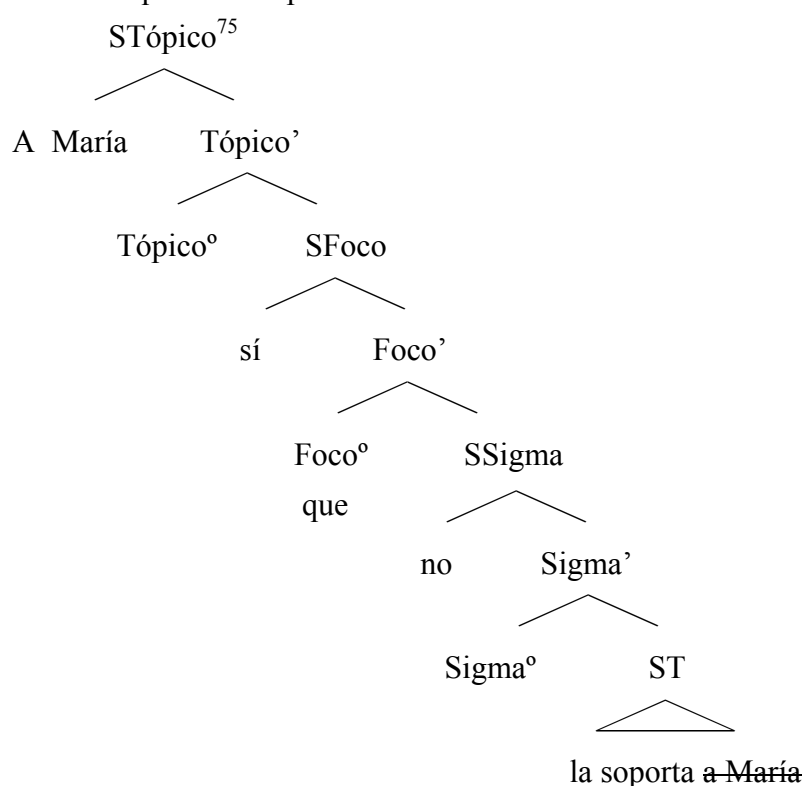 STópico75
A María Tópico’
Tópicoº SFoco
sí Foco’
Focoº SSigma
que
no Sigma’
Sigmaº ST
la soporta a María